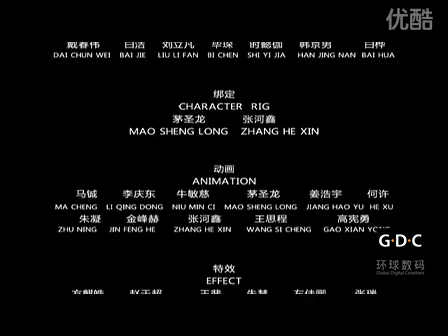 优酷
戴春伟 白洁 刘立凡 毕琛 时懿伽 韩京男 白桦
DAI CHUN WEI BAI JIE LIU LI FAN BI CHEN SHI YI JIA HAN JING NAN BAI HUA
绑定
CHARACTER RIG
茅圣龙 张河鑫
MAO SHENG LONG ZHANG HE XIN
动画
ANIMATION
马铖 李庆东 牛敏慈 茅圣龙 姜浩宇 何许
MA CHENG LI QING DONG NIU MIN CI MAO SHENG LONG JIANG HAO YU HE XU
朱凝 金峰赫 张河鑫 王思程 高宪勇
ZHU NING JIN FENG HE ZHANG HE XIN WANG SI CHENG GAO XIAN YONG
G·D·C
环球数码
Global Digital Creations
特效
EFFECT